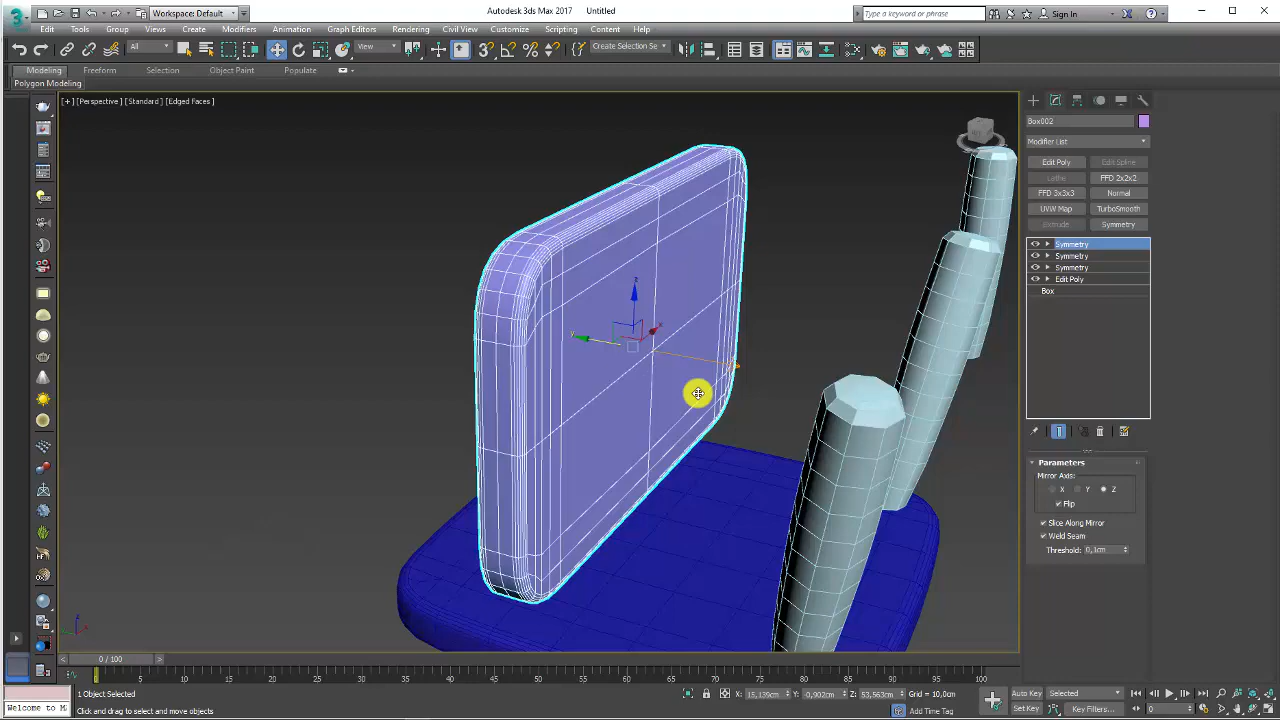 3
Workspace: Default
Autodesk 3ds Max 2017 Untitled
Type a keyword or phrase
Sign In
Edit Tools Group Views Create Modifiers Animation Graph Editors Rendering Civil View Customize Scripting Content Help
All
View
3
Create Selection Se
Modeling Freeform Selection Object Paint Populate
Polygon Modeling
[+] [Perspective] [Standard] [Edged Faces]
Box002
Modifier List
Edit Poly Edit Spline
Lathe FFD 2x2x2
FFD 3x3x3 Normal
UVW Map TurboSmooth
Extrude Symmetry
Symmetry
Symmetry
Symmetry
Edit Poly
Box
z
y
x
Parameters
Mirror Axis:
X Y Z
Flip
Slice Along Mirror
Weld Seam
Threshold: 0,1cm
0 / 100
5 10 15 20 25 30 35 40 45 50 55 60 65 70 75 80 85 90 95 100
1 Object Selected
X: 15,139cm Y: -0,902cm Z: 53,563cm Grid = 10,0cm
Auto Key Selected
Welcome to M
Click and drag to select and move objects
Add Time Tag
Set Key Key Filters...
0